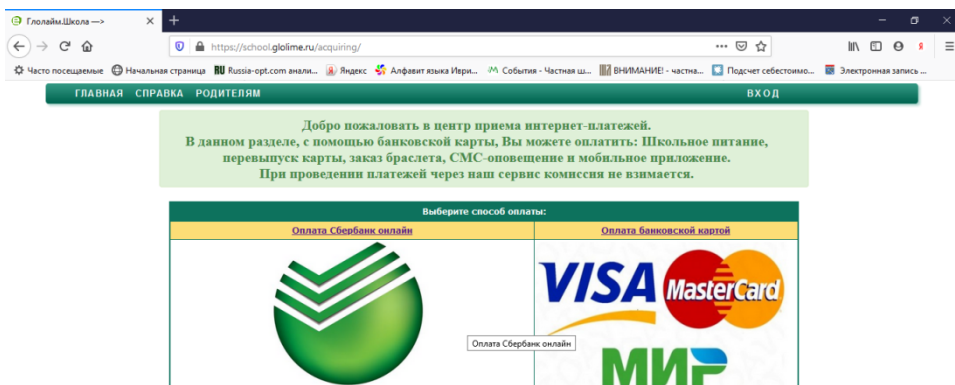 Глолайм.Школа —>
https://school.glolime.ru/acquiring/
Часто посещаемые Начальная страница Russia-opt.com анали... Яндекс Алфавит языка Иври... События - Частная ш... ВНИМАНИЕ! - частна... Подсчет себестоимо... Электронная запись ...
ГЛАВНАЯ СПРАВКА РОДИТЕЛЯМ ВХОД
Добро пожаловать в центр приема интернет-платежей.
В данном разделе, с помощью банковской карты, Вы можете оплатить: Школьное питание,
перевыпуск карты, заказ браслета, СМС-оповещение и мобильное приложение.
При проведении платежей через наш сервис комиссия не взимается.
Выберите способ оплаты:
Оплата Сбербанк онлайн Оплата банковской картой
VISA MasterCard
Оплата Сбербанк онлайн
МИР